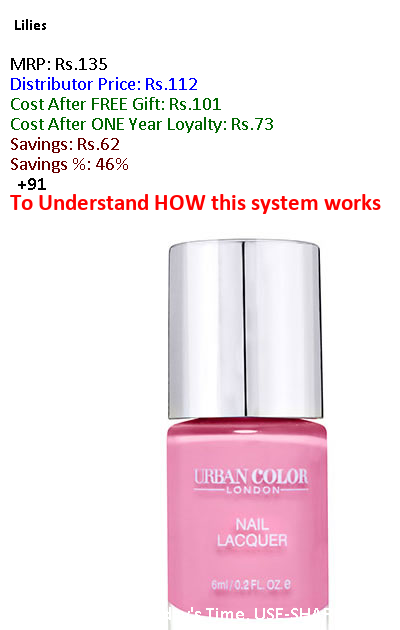 Lilies
MRP: Rs.135
Distributor Price: Rs.112
Cost After FREE Gift: Rs.101
Cost After ONE Year Loyalty: Rs.73
Savings: Rs.62
Savings %: 46%
+91
To Understand HOW this system works
URBAN COLOR
LONDON
NAIL
LACQUER
6ml / 0.2 FL. OZ. e
Time, USE-SHA